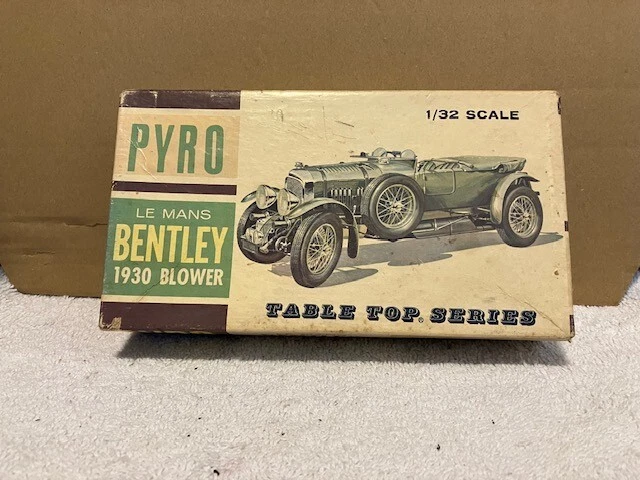 PYRO
LE MANS
BENTLEY
1930 BLOWER
1/32 SCALE
TABLE TOP® SERIES